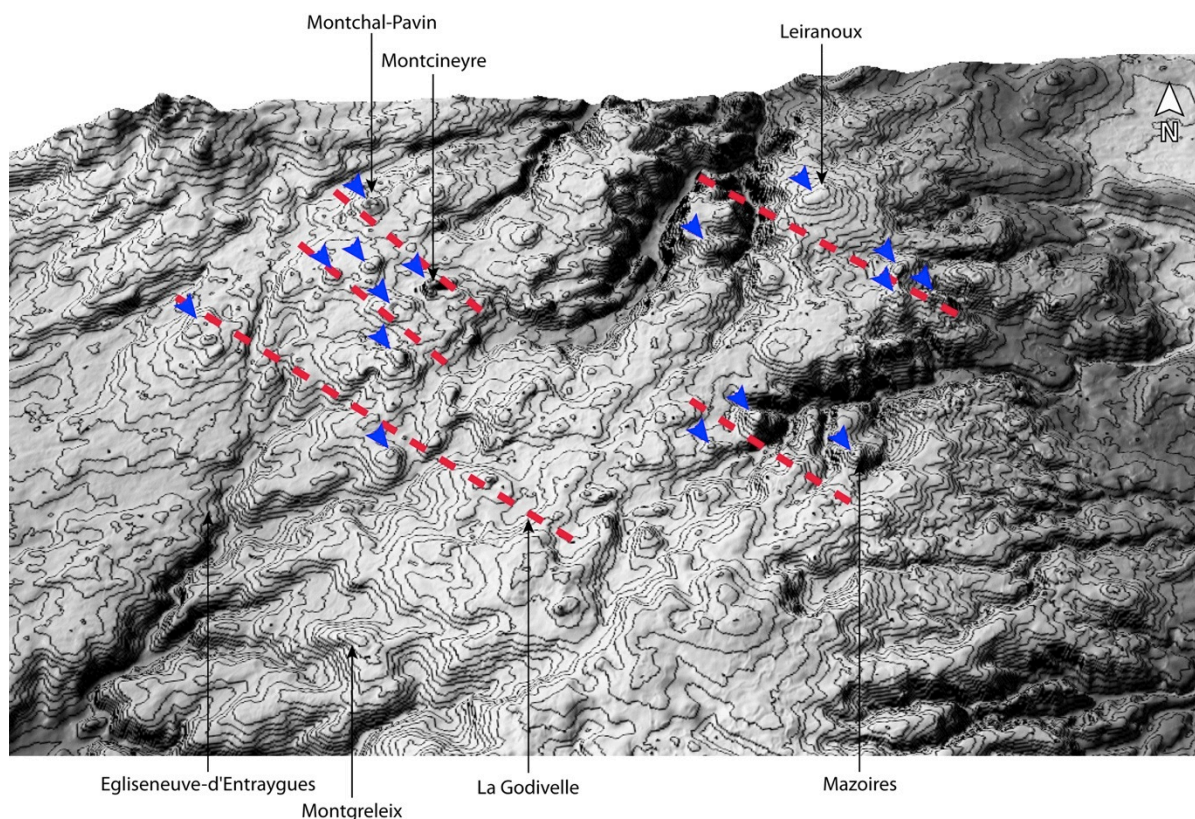 Montchal-Pavin
Leiranoux
Montcineyre
N
Egliseneuve-d'Entraygues
La Godivelle
Mazoires
Montgreleix